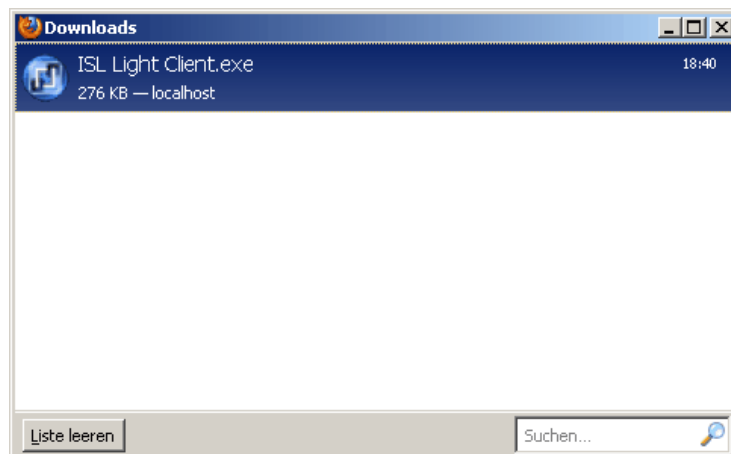 Downloads
ISL Light Client.exe
18:40
276 KB — localhost
Liste leeren
Suchen...